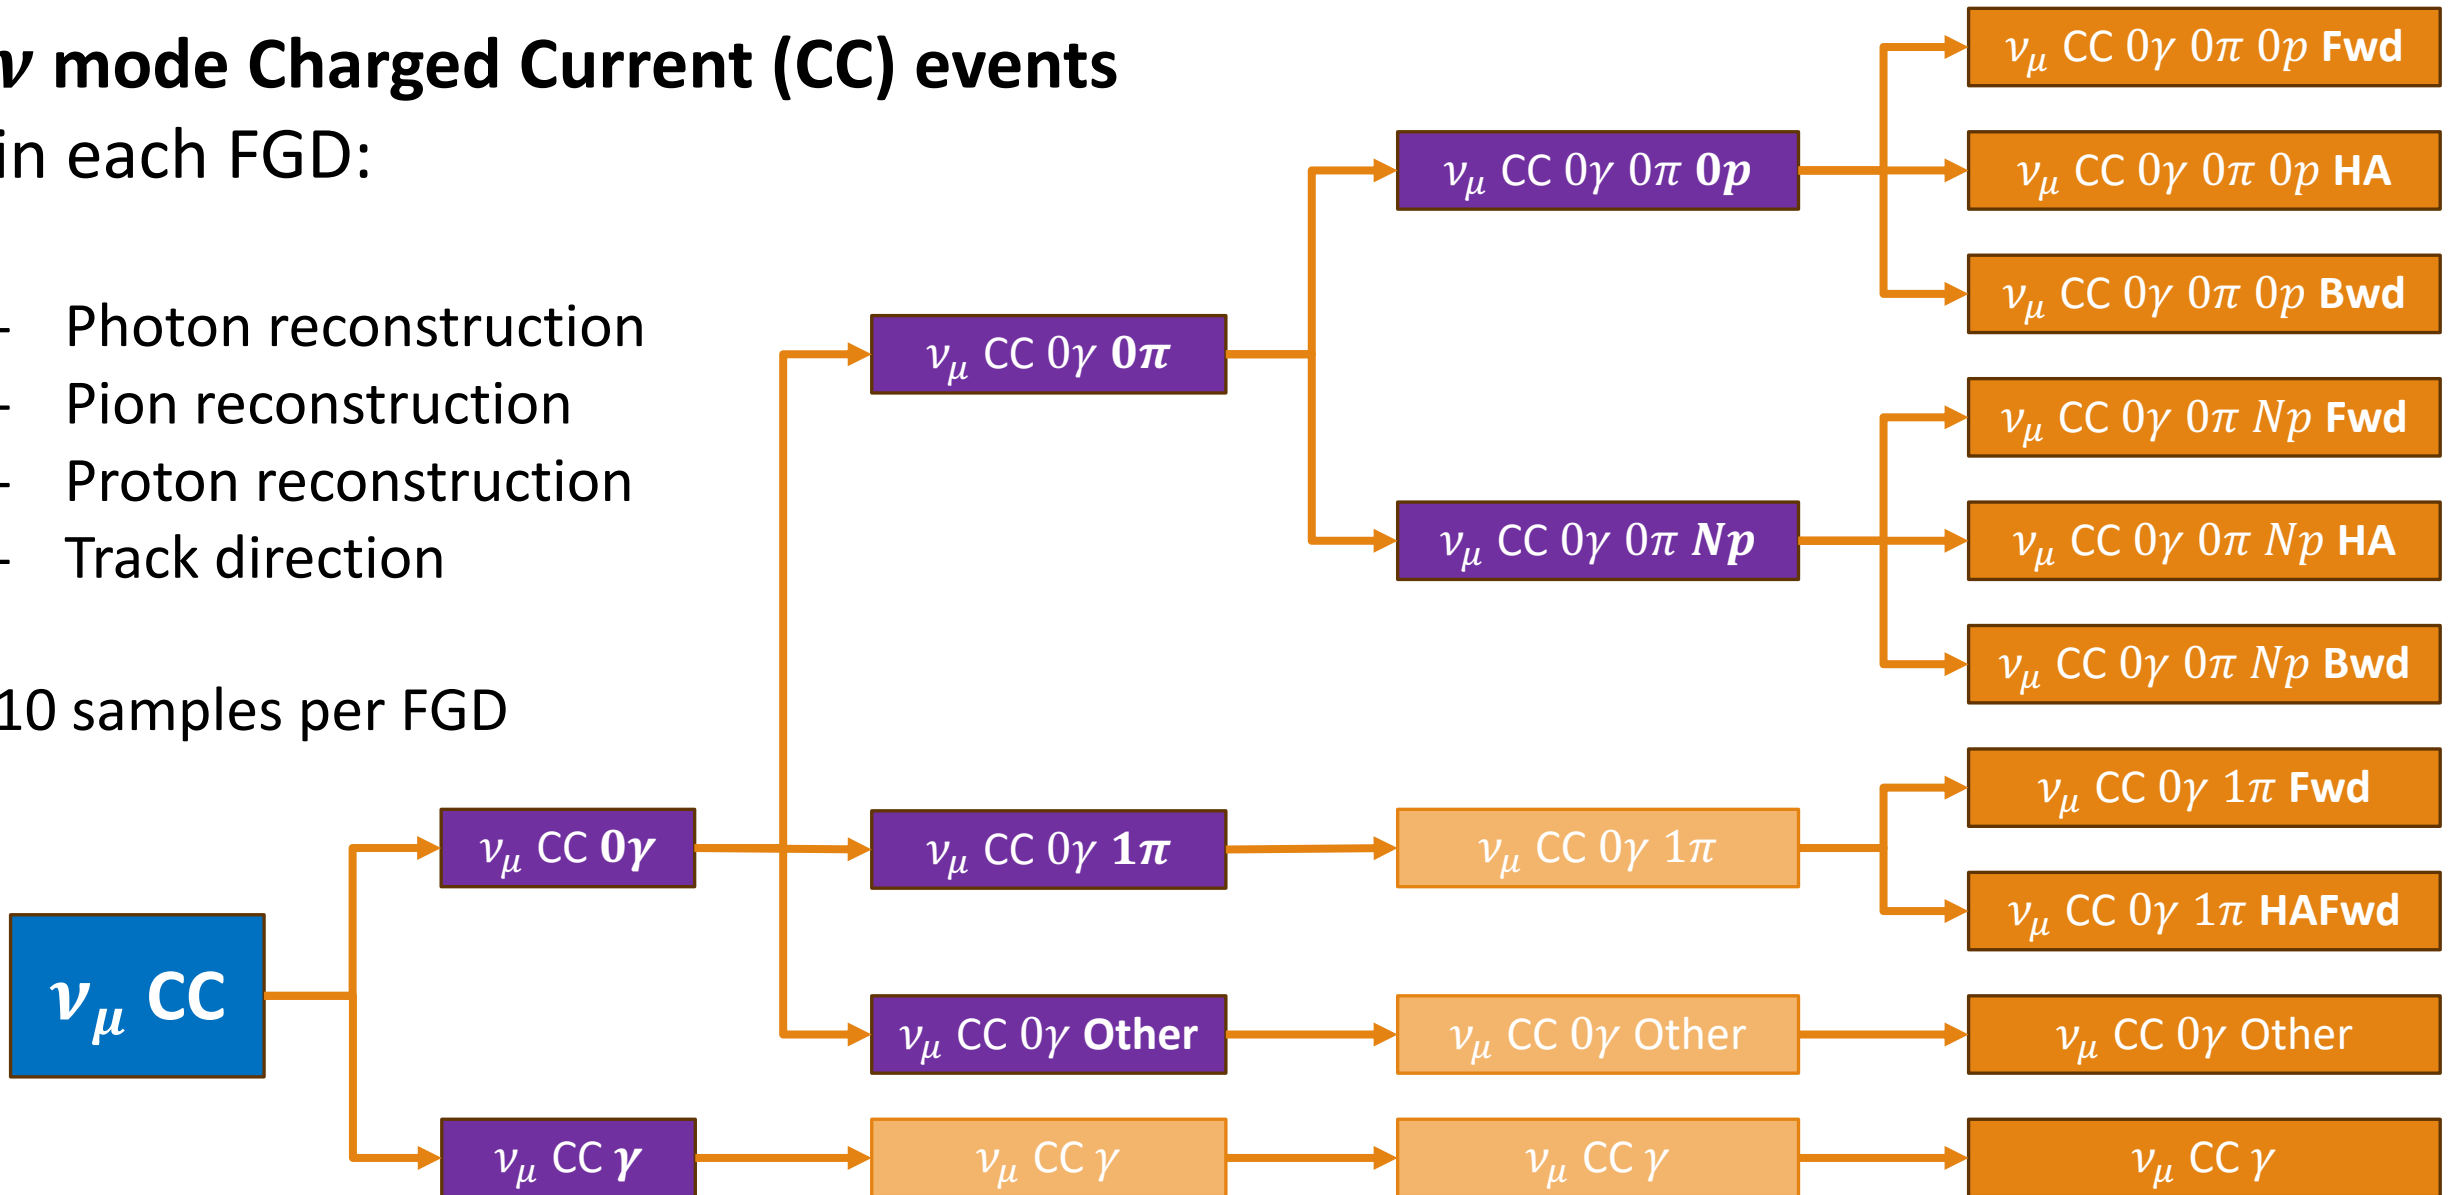 ν mode Charged Current (CC) events
in each FGD:
- Photon reconstruction
- Pion reconstruction
- Proton reconstruction
- Track direction
10 samples per FGD
ν_μ CC
ν_μ CC 0γ
ν_μ CC γ
ν_μ CC 0γ 0π
ν_μ CC 0γ 1π
ν_μ CC 0γ Other
ν_μ CC γ
ν_μ CC 0γ 0π 0p
ν_μ CC 0γ 0π Np
ν_μ CC 0γ 1π
ν_μ CC 0γ Other
ν_μ CC γ
ν_μ CC 0γ 0π 0p Fwd
ν_μ CC 0γ 0π 0p HA
ν_μ CC 0γ 0π 0p Bwd
ν_μ CC 0γ 0π Np Fwd
ν_μ CC 0γ 0π Np HA
ν_μ CC 0γ 0π Np Bwd
ν_μ CC 0γ 1π Fwd
ν_μ CC 0γ 1π HAFwd
ν_μ CC 0γ Other
ν_μ CC γ